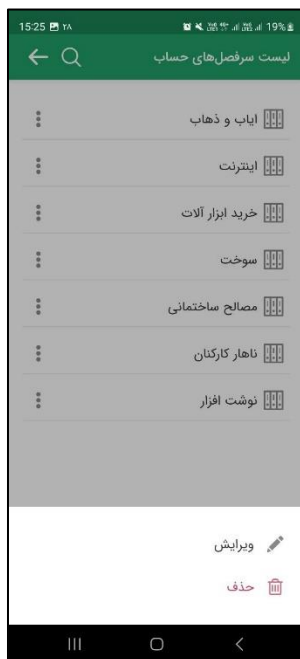 15:25 ۲۸ 19%
لیست سرفصل‌های حساب
ایاب و ذهاب
اینترنت
خرید ابزار آلات
سوخت
مصالح ساختمانی
ناهار کارکنان
نوشت افزار
ویرایش
حذف